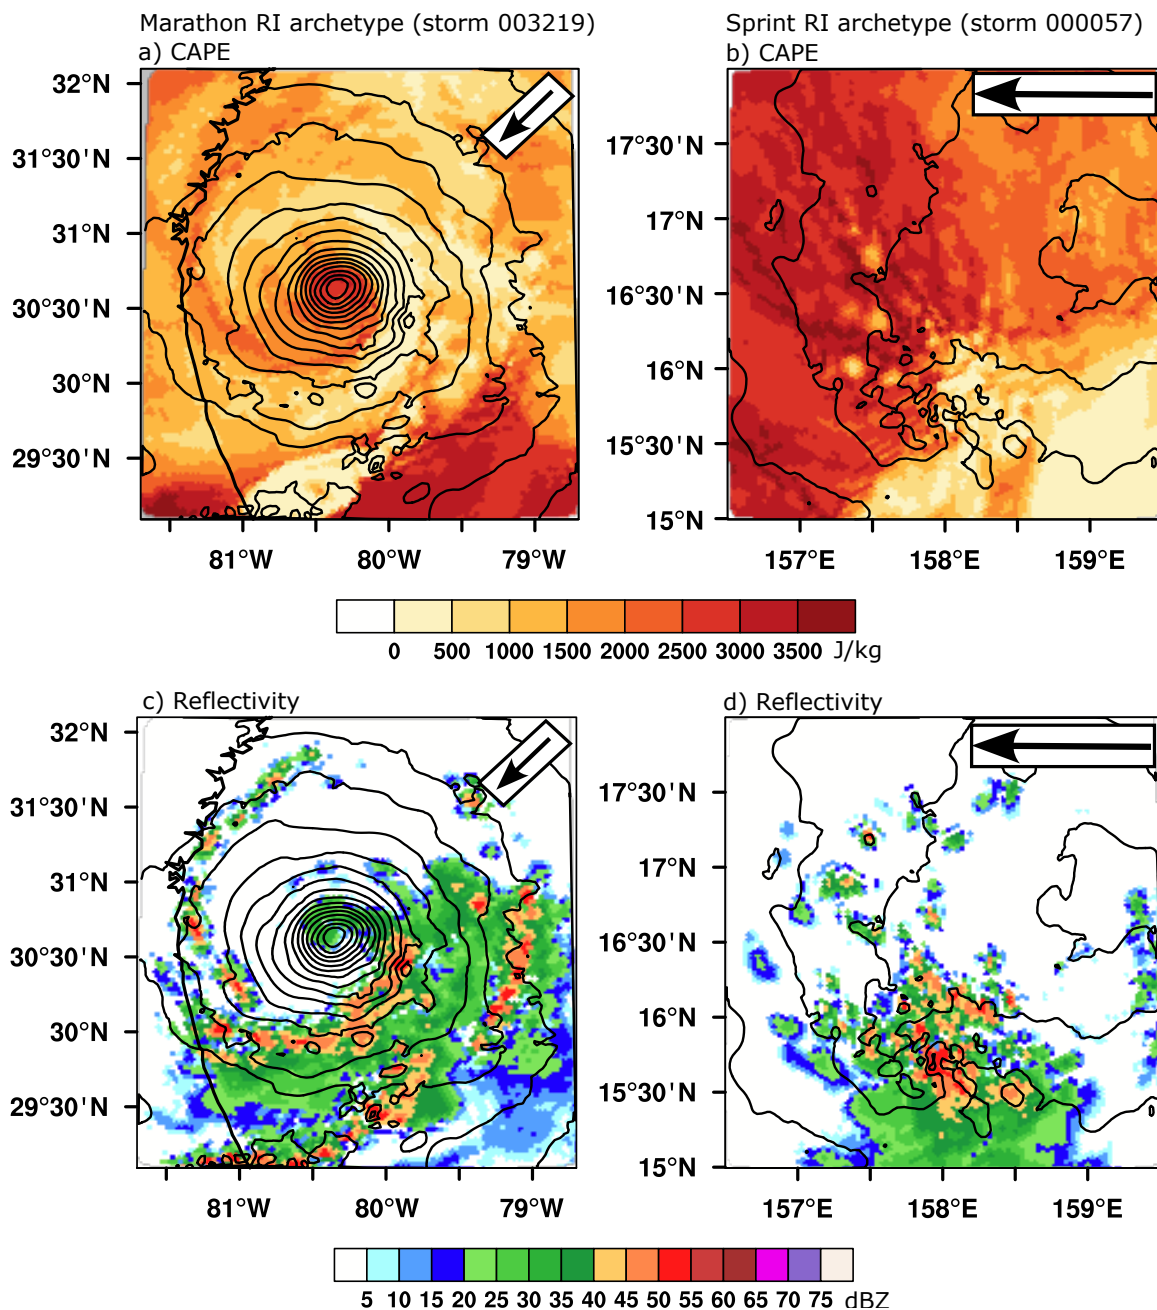 Marathon RI archetype (storm 003219)
Sprint RI archetype (storm 000057)
a) CAPE
b) CAPE
32°N
31°30'N
31°N
30°30'N
30°N
29°30'N
81°W
80°W
79°W
17°30'N
17°N
16°30'N
16°N
15°30'N
15°N
157°E
158°E
159°E
0 500 1000 1500 2000 2500 3000 3500 J/kg
c) Reflectivity
d) Reflectivity
32°N
31°30'N
31°N
30°30'N
30°N
29°30'N
81°W
80°W
79°W
17°30'N
17°N
16°30'N
16°N
15°30'N
15°N
157°E
158°E
159°E
5 10 15 20 25 30 35 40 45 50 55 60 65 70 75 dBZ